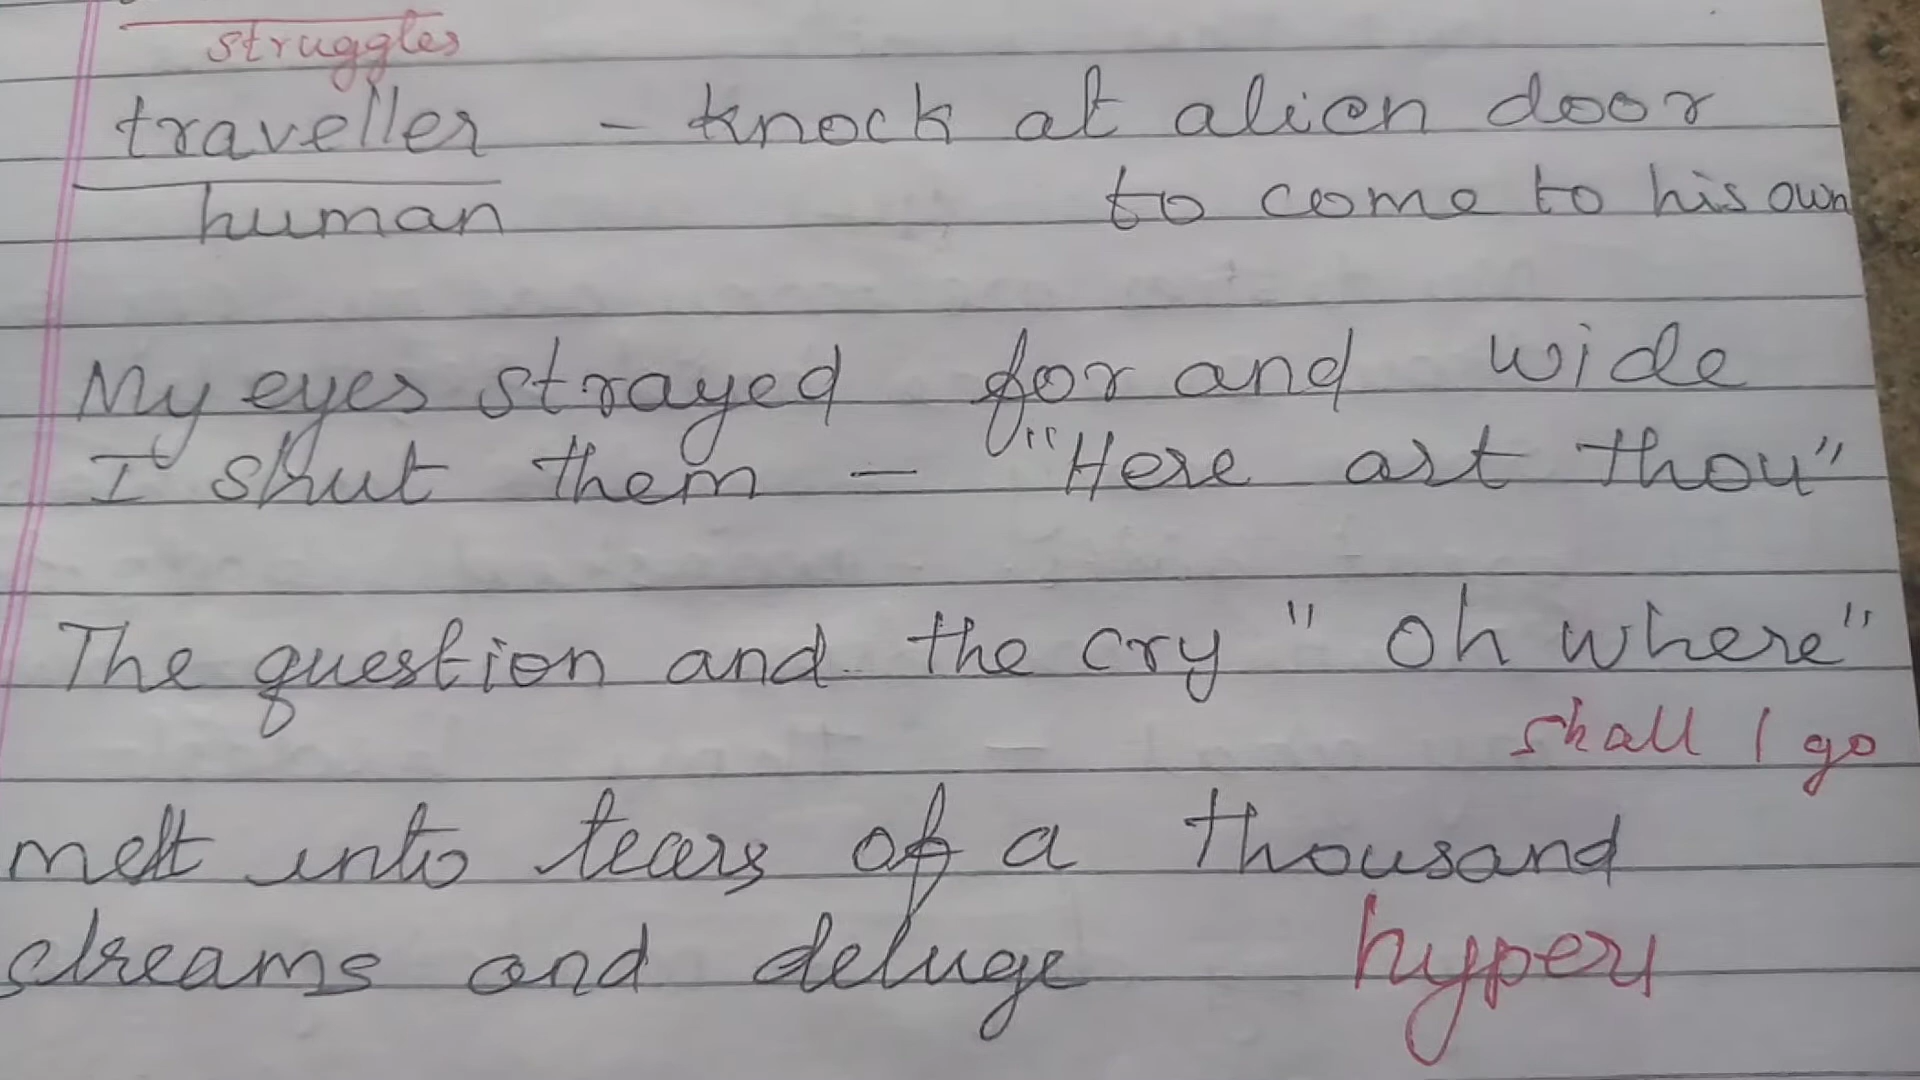 struggles
traveller - knock at alien door
human to come to his own
My eyes strayed far and wide
I shut them - "Here art thou"
The question and the cry "Oh where"
shall I go
melt into tears of a thousand
streams and deluge hyper